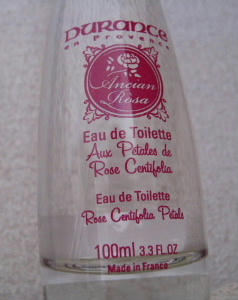 DURANCE
en Provence
Ancian
Rosa
Eau de Toilette
Aux Pétales de
Rose Centifolia
Eau de Toilette
Rose Centifolia Petals
100ml 3.3 FL.OZ
Made in France